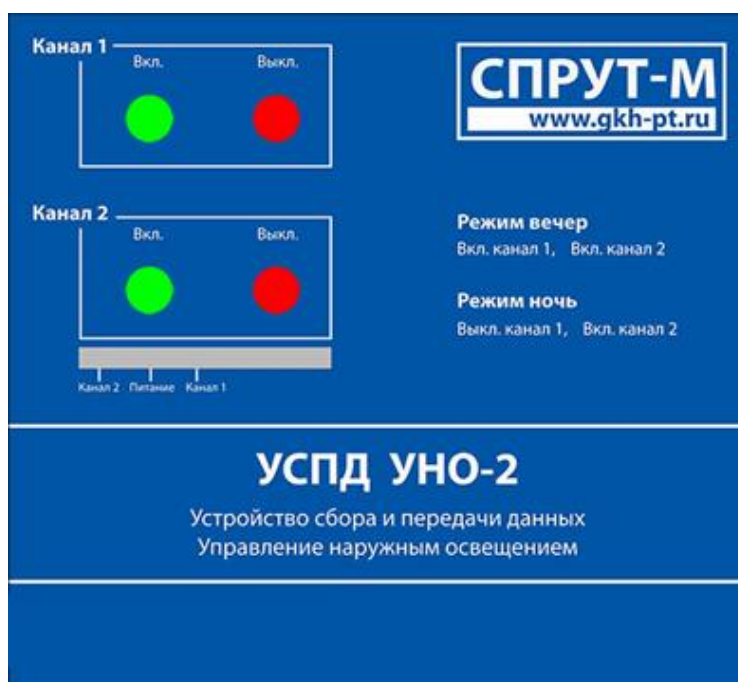 Канал 1
Вкл. Выкл.
СПРУТ-М
www.gkh-pt.ru
Канал 2
Вкл. Выкл.
Режим вечер
Вкл. канал 1, Вкл. канал 2
Режим ночь
Выкл. канал 1, Вкл. канал 2
Канал 2 Питание Канал 1
УСПД УНО-2
Устройство сбора и передачи данных
Управление наружным освещением